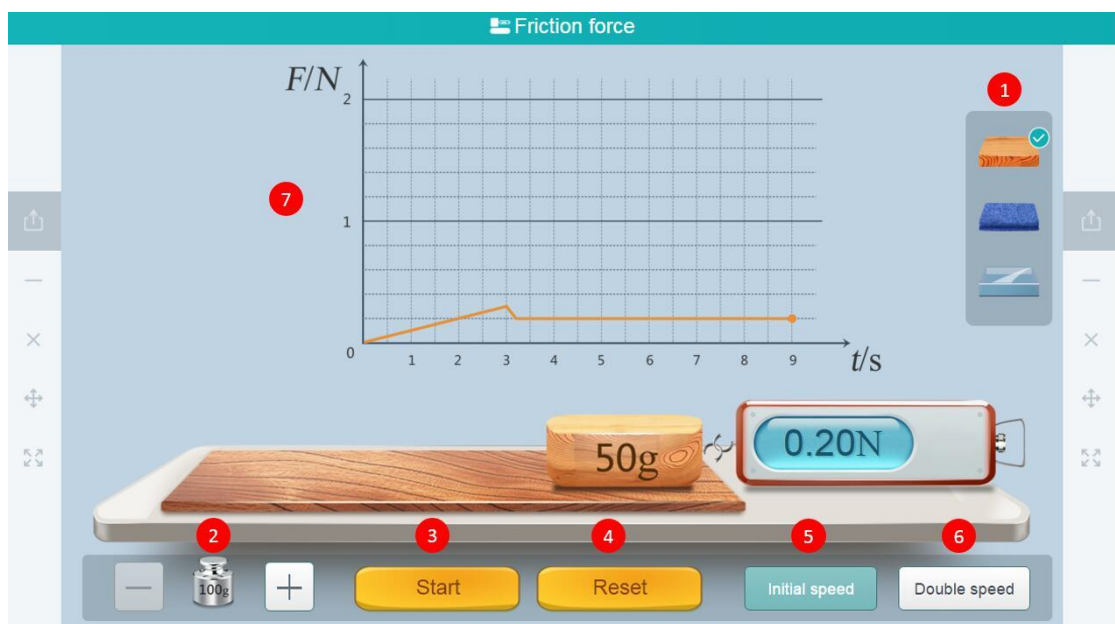 Friction force
F/N
2
1
7
1
0
1
2
3
4
5
6
7
8
9
t/s
50g
0.20N
2
3
4
5
6
100g
Start
Reset
Initial speed
Double speed